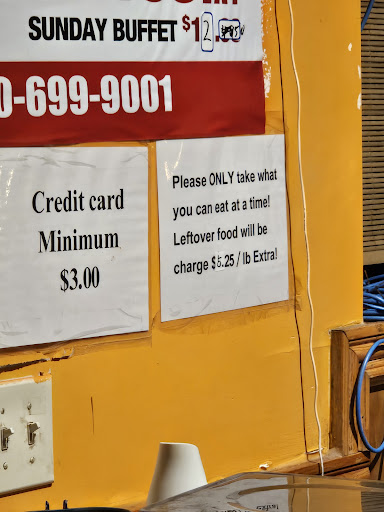 SUNDAY BUFFET $12
0-699-9001
Credit card
Minimum
$3.00
Please ONLY take what
you can eat at a time!
Leftover food will be
charge $5.25 / lb Extra!